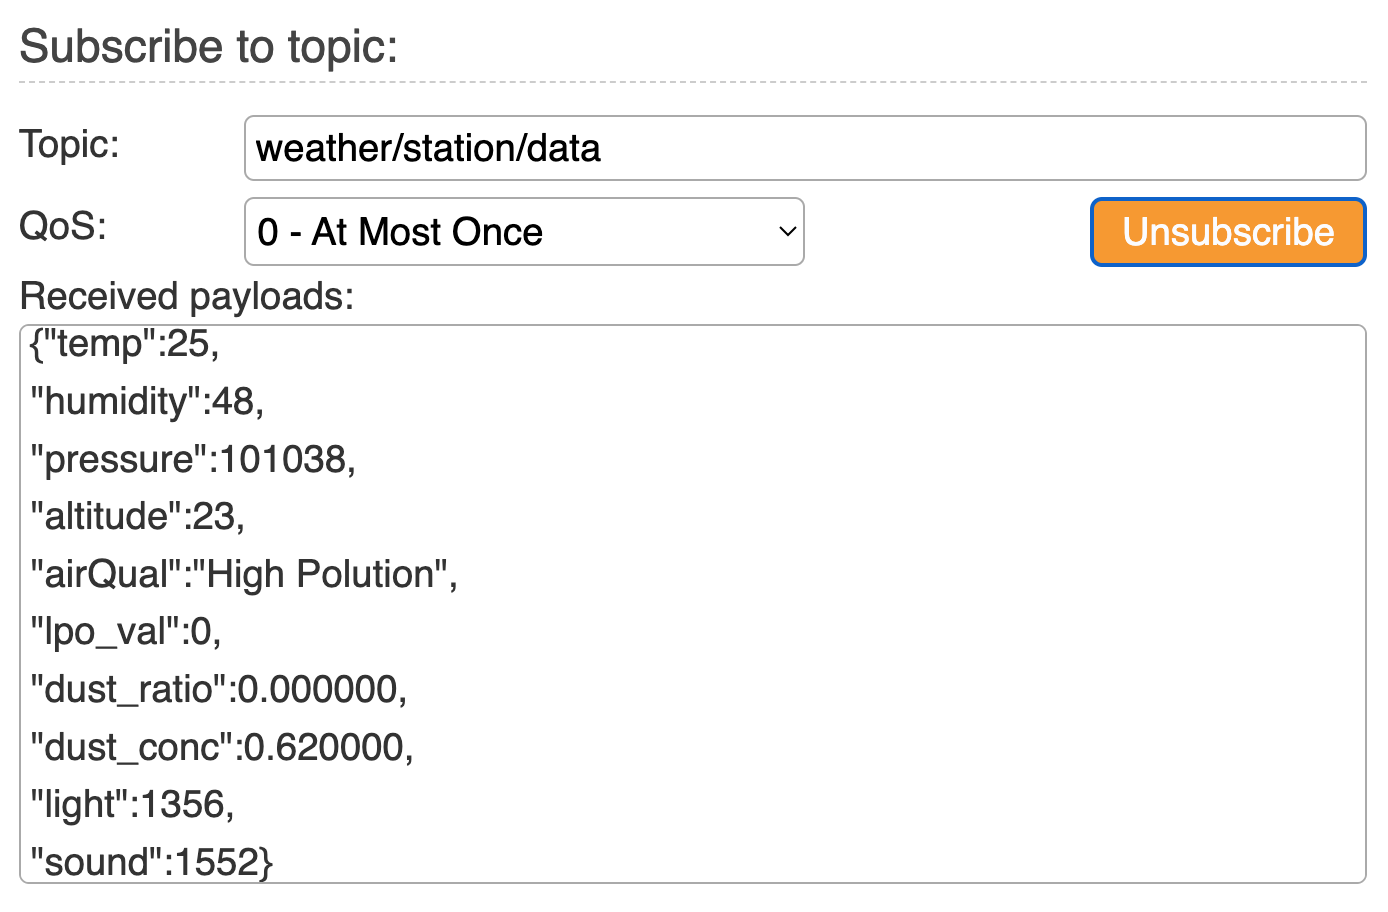 Subscribe to topic:
Topic: weather/station/data
QoS: 0 - At Most Once Unsubscribe
Received payloads:
{"temp":25,
"humidity":48,
"pressure":101038,
"altitude":23,
"airQual":"High Polution",
"lpo_val":0,
"dust_ratio":0.000000,
"dust_conc":0.620000,
"light":1356,
"sound":1552}